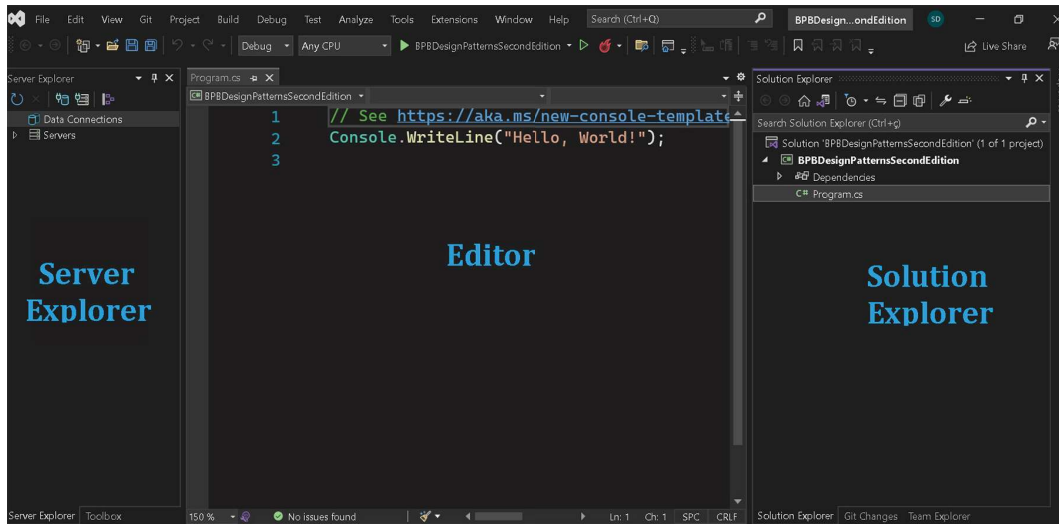 File Edit View Git Project Build Debug Test Analyze Tools Extensions Window Help Search (Ctrl+Q) BPBDesign...ondEdition SD
Debug Any CPU BPBDesignPatternsSecondEdition Live Share
Server Explorer
Data Connections
Servers
Server
Explorer
Server Explorer Toolbox
Program.cs
BPBDesignPatternsSecondEdition
1 // See https://aka.ms/new-console-template
2 Console.WriteLine("Hello, World!");
3
Editor
150 % No issues found Ln: 1 Ch: 1 SPC CRLF
Solution Explorer
Search Solution Explorer (Ctrl+ç)
Solution 'BPBDesignPatternsSecondEdition' (1 of 1 project)
BPBDesignPatternsSecondEdition
Dependencies
C# Program.cs
Solution
Explorer
Solution Explorer Git Changes Team Explorer